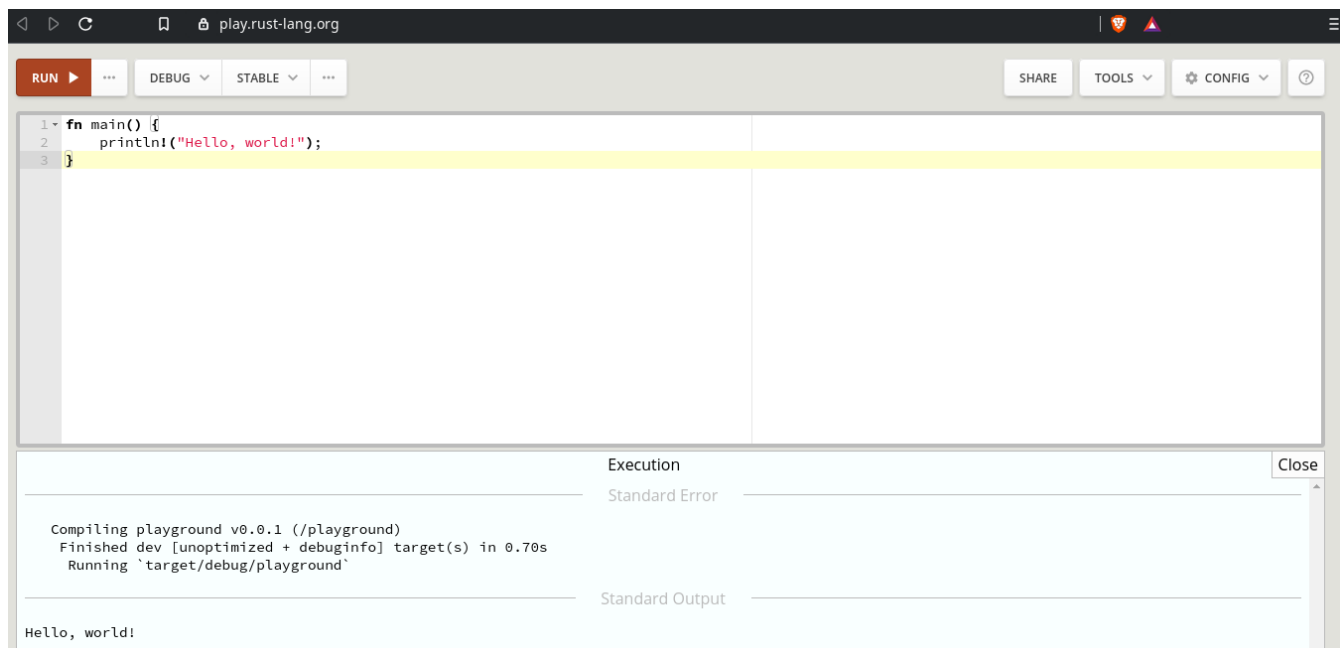 play.rust-lang.org
RUN ··· DEBUG STABLE ··· SHARE TOOLS CONFIG ?
1 fn main() {
2     println!("Hello, world!");
3 }
Execution Close
Standard Error
   Compiling playground v0.0.1 (/playground)
    Finished dev [unoptimized + debuginfo] target(s) in 0.70s
     Running `target/debug/playground`
Standard Output
Hello, world!